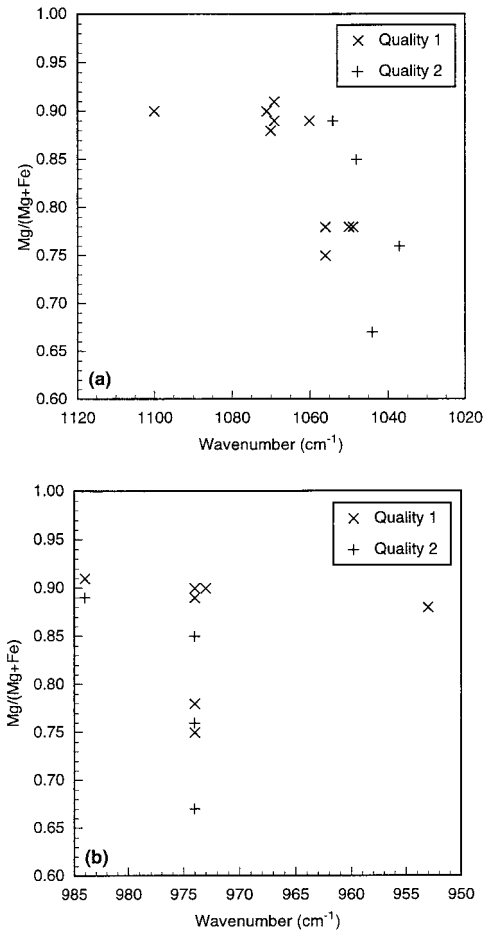 1.00
0.95
0.90
0.85
0.80
0.75
0.70
0.65
0.60
Mg/(Mg+Fe)
× Quality 1
+ Quality 2
(a)
1120 1100 1080 1060 1040 1020
Wavenumber (cm⁻¹)
1.00
0.95
0.90
0.85
0.80
0.75
0.70
0.65
0.60
Mg/(Mg+Fe)
× Quality 1
+ Quality 2
(b)
985 980 975 970 965 960 955 950
Wavenumber (cm⁻¹)